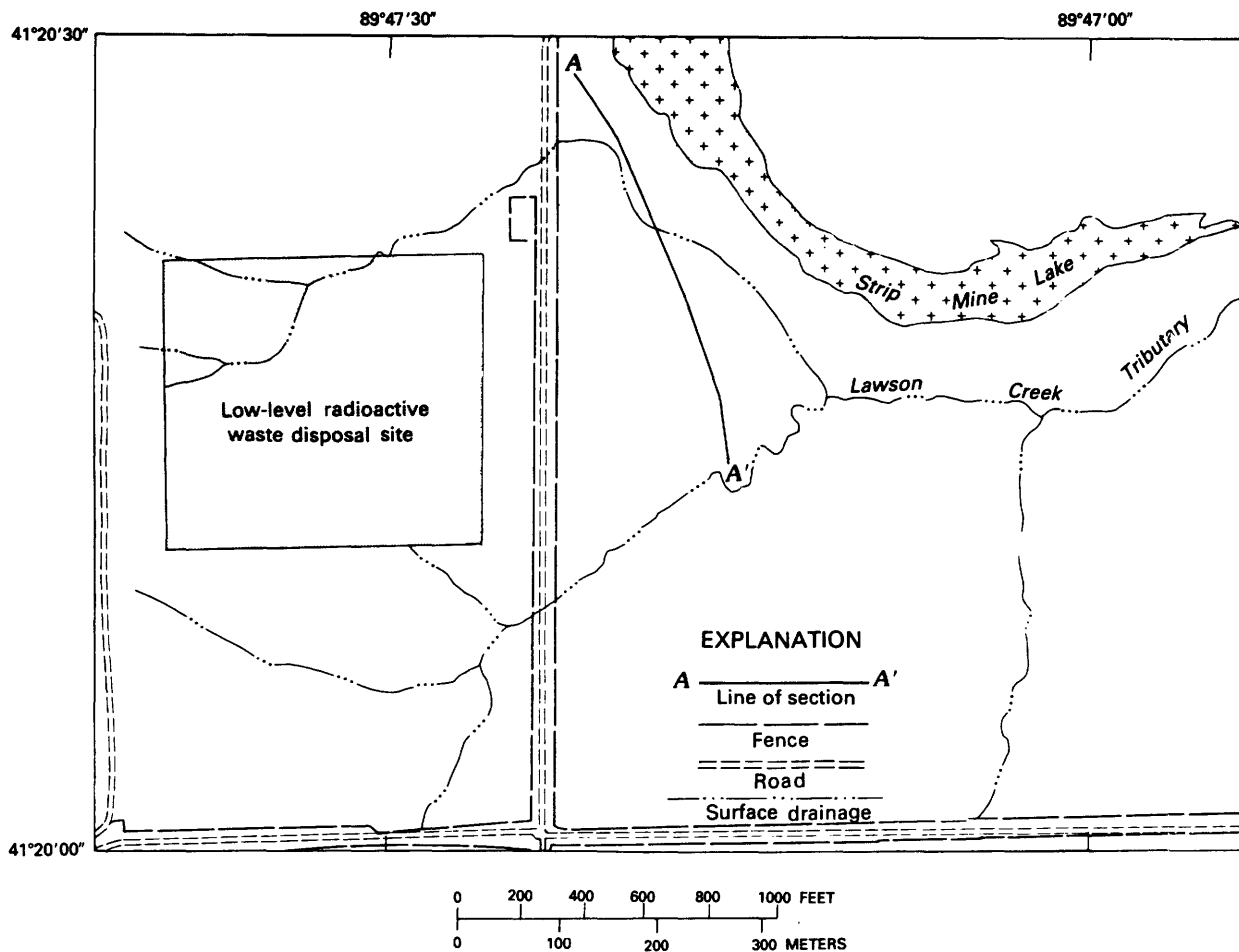 89°47'30" 89°47'00"
41°20'30"
A
Strip Mine Lake
Tributary
Lawson Creek
Low-level radioactive
waste disposal site
A'
EXPLANATION
A A'
Line of section
Fence
Road
Surface drainage
41°20'00"
0 200 400 600 800 1000 FEET
0 100 200 300 METERS